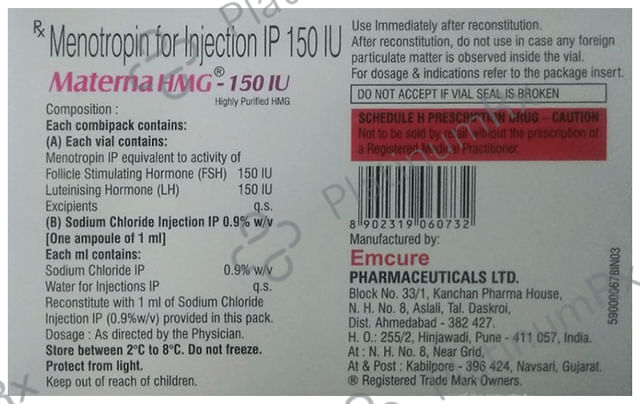 Rx Menotropin for Injection IP 150 IU
Materna HMG® - 150 IU
Highly Purified HMG
Composition :
Each combipack contains:
(A) Each vial contains:
Menotropin IP equivalent to activity of
Follicle Stimulating Hormone (FSH) 150 IU
Luteinising Hormone (LH) 150 IU
Excipients q.s.
(B) Sodium Chloride Injection IP 0.9% w/v
[One ampoule of 1 ml]
Each ml contains:
Sodium Chloride IP 0.9% w/v
Water for Injections IP q.s.
Reconstitute with 1 ml of Sodium Chloride
Injection IP (0.9%w/v) provided in this pack.
Dosage : As directed by the Physician.
Store between 2°C to 8°C. Do not freeze.
Protect from light.
Keep out of reach of children.
Use Immediately after reconstitution.
After reconstitution, do not use in case any foreign
particulate matter is observed inside the vial.
For dosage & indications refer to the package insert.
DO NOT ACCEPT IF VIAL SEAL IS BROKEN
SCHEDULE H PRESCRIPTION DRUG - CAUTION
Not to be sold by retail without the prescription of
a Registered Medical Practitioner.
8 902319 060732
Manufactured by:
Emcure
PHARMACEUTICALS LTD.
Block No. 33/1, Kanchan Pharma House,
N. H. No. 8, Aslali, Tal. Daskroi,
Dist. Ahmedabad - 382 427.
H. O.: 255/2, Hinjawadi, Pune - 411 057, India.
At : N. H. No. 8, Near Grid,
At & Post : Kabilpore - 396 424, Navsari, Gujarat.
® Registered Trade Mark Owners.
PlatinumRx